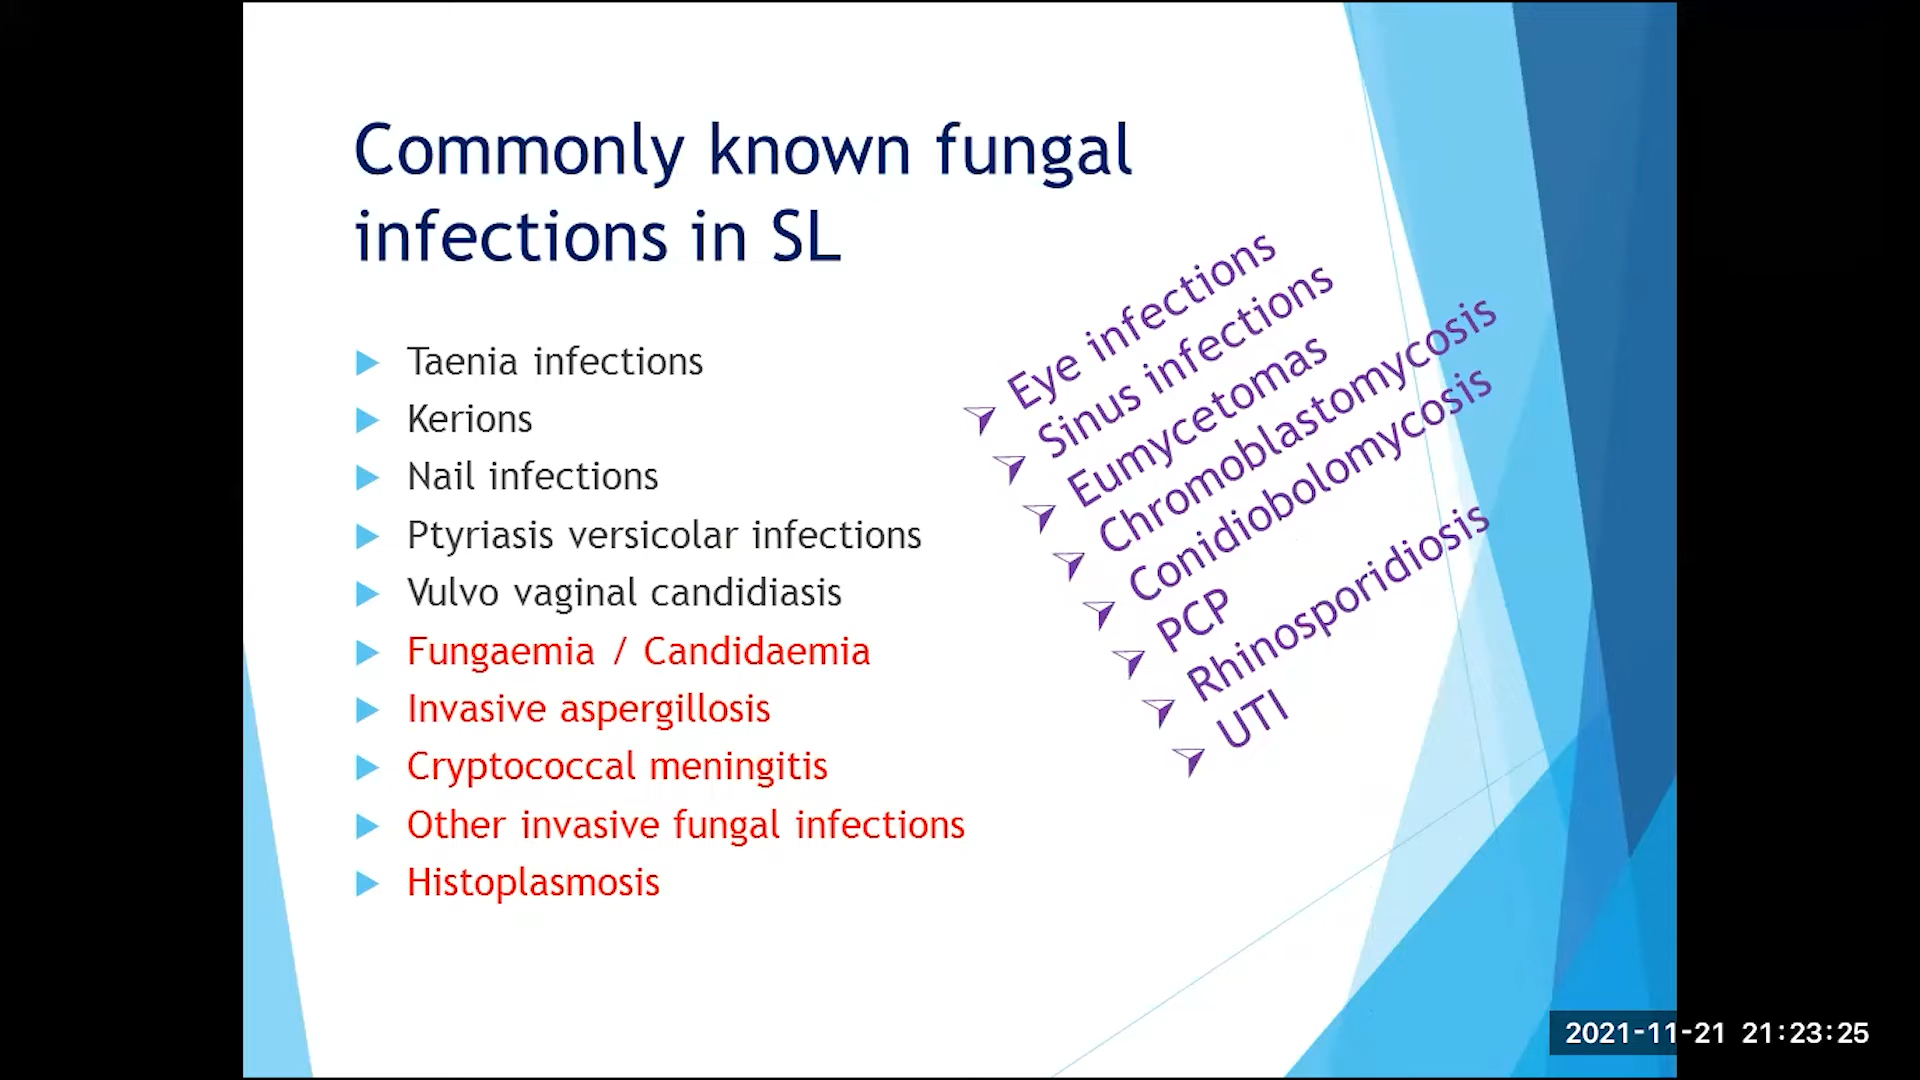 Commonly known fungal
infections in SL
Taenia infections
Kerions
Nail infections
Ptyriasis versicolar infections
Vulvo vaginal candidiasis
Fungaemia / Candidaemia
Invasive aspergillosis
Cryptococcal meningitis
Other invasive fungal infections
Histoplasmosis
Eye infections
Sinus infections
Eumycetomas
Chromoblastomycosis
Conidiobolomycosis
PCP
Rhinosporidiosis
UTI
2021-11-21 21:23:25